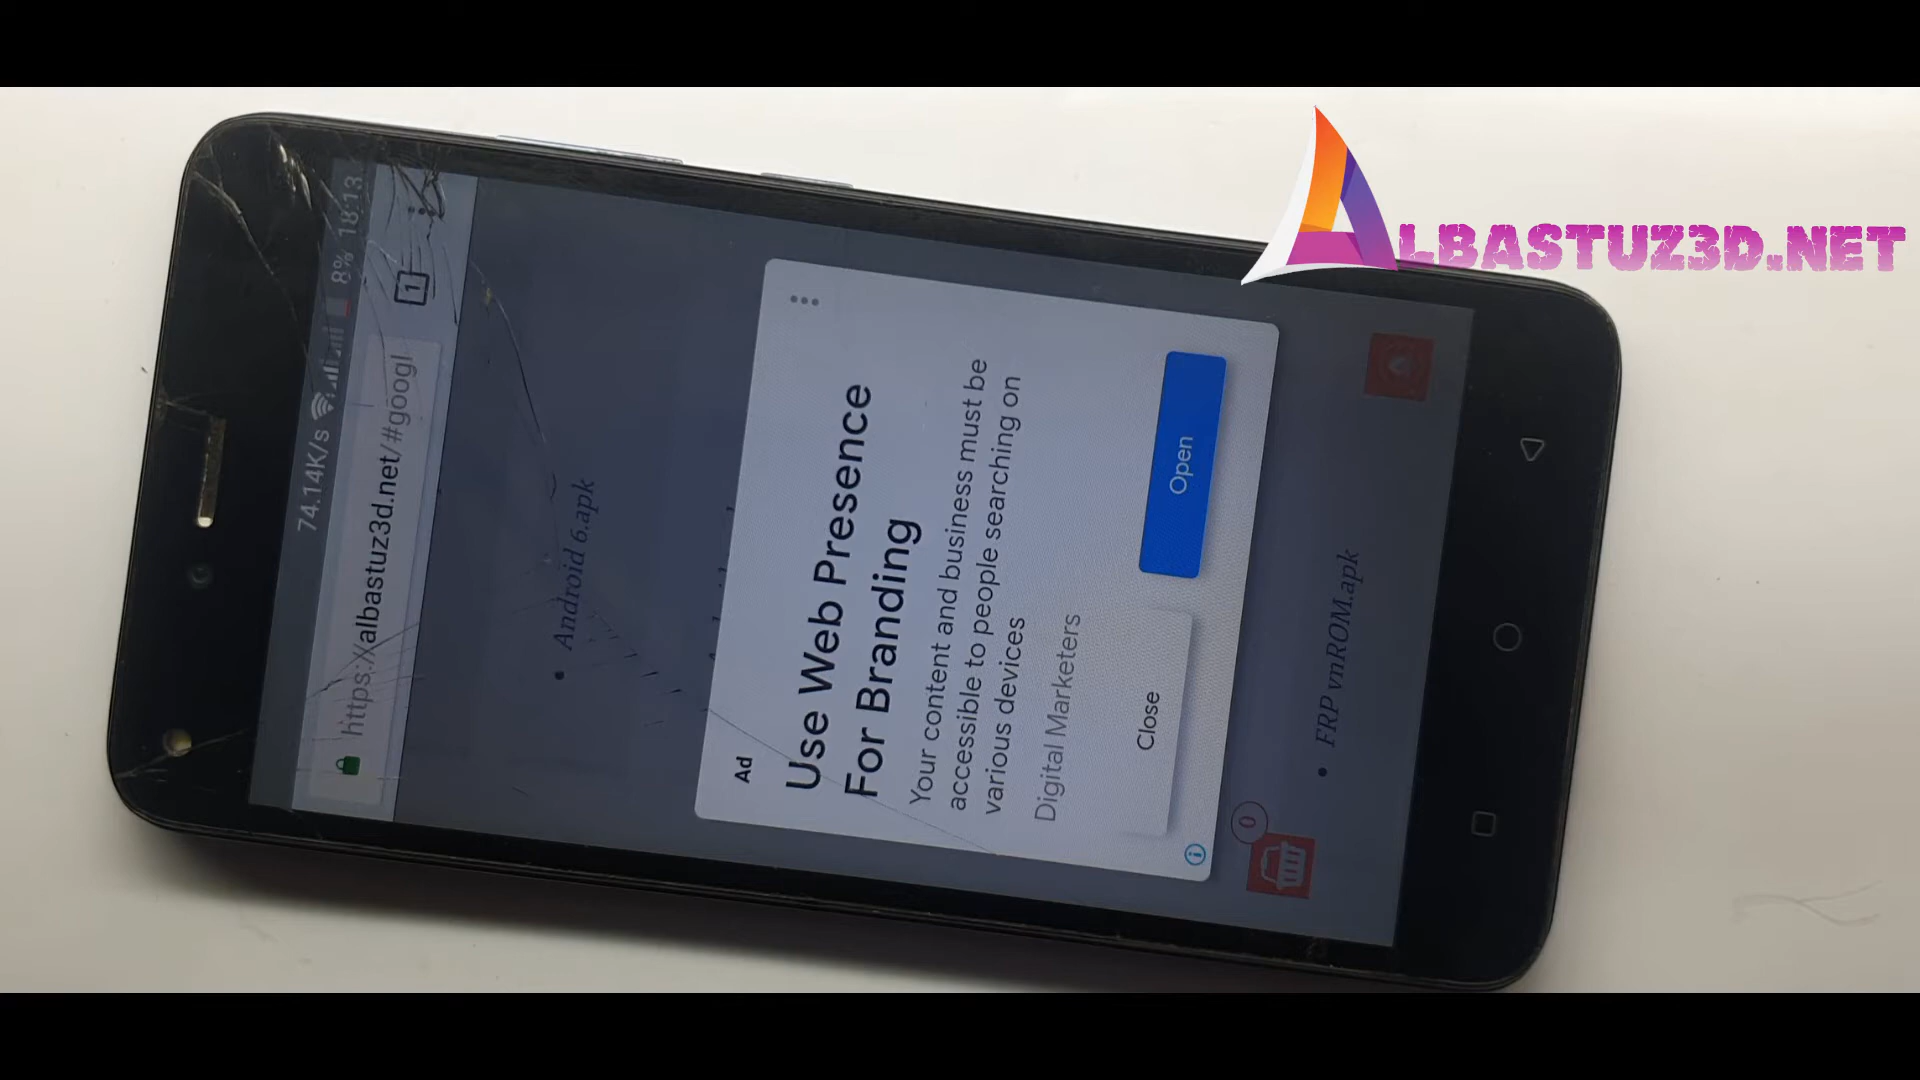 ALBASTUZ3D.NET
74.14K/s 8% 18:13
https://albastuz3d.net/#googl
1
Android 6.apk
Ad
Use Web Presence
For Branding
Your content and business must be
accessible to people searching on
various devices
Digital Marketers
Close
Open
0
FRP vnROM.apk